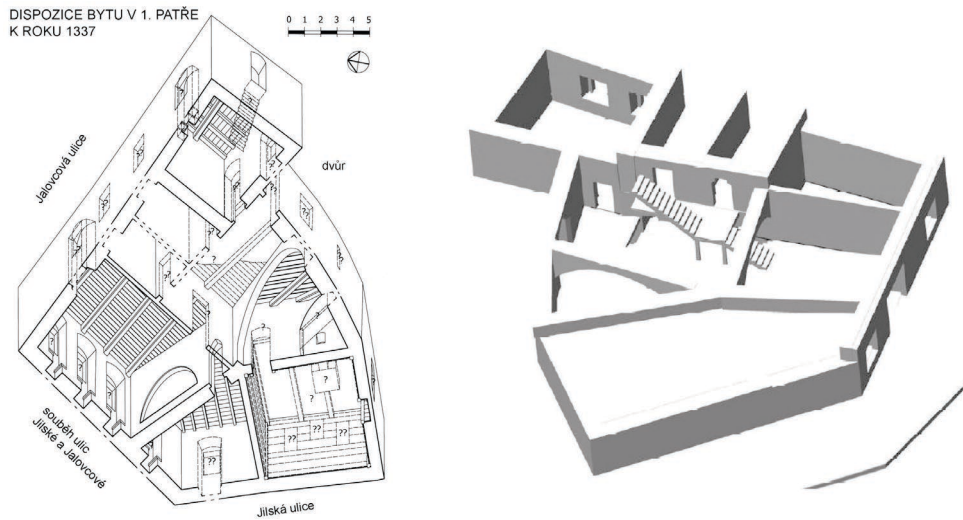 DISPOZICE BYTU V 1. PATŘE
K ROKU 1337
0 1 2 3 4 5
Jalovcová ulice
dvůr
souběh ulic
Jilské a Jalovcové
Jilská ulice
?
??
?
??
??
??
??
?
??
?
?
?
?
?
?
??
??
??
??